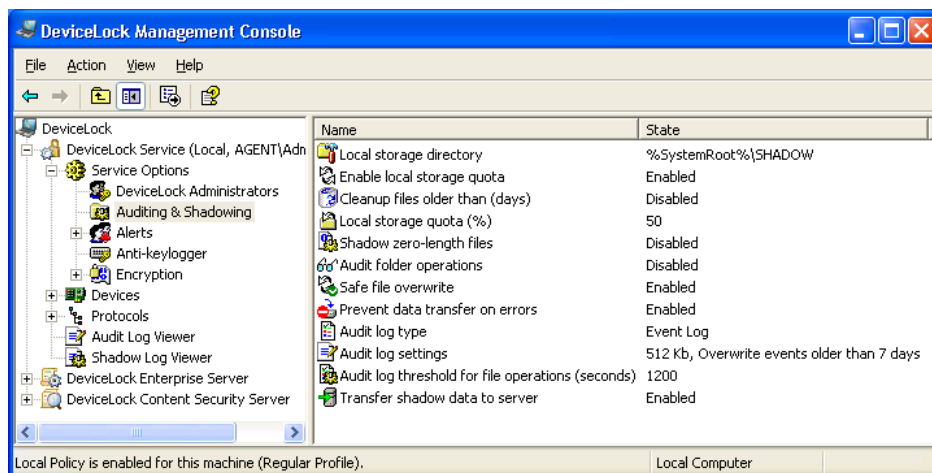 DeviceLock Management Console
File Action View Help
DeviceLock
DeviceLock Service (Local, AGENT\Adn
Service Options
DeviceLock Administrators
Auditing & Shadowing
Alerts
Anti-keylogger
Encryption
Devices
Protocols
Audit Log Viewer
Shadow Log Viewer
DeviceLock Enterprise Server
DeviceLock Content Security Server
Name State
Local storage directory %SystemRoot%\SHADOW
Enable local storage quota Enabled
Cleanup files older than (days) Disabled
Local storage quota (%) 50
Shadow zero-length files Disabled
Audit folder operations Disabled
Safe file overwrite Enabled
Prevent data transfer on errors Enabled
Audit log type Event Log
Audit log settings 512 Kb, Overwrite events older than 7 days
Audit log threshold for file operations (seconds) 1200
Transfer shadow data to server Enabled
Local Policy is enabled for this machine (Regular Profile). Local Computer